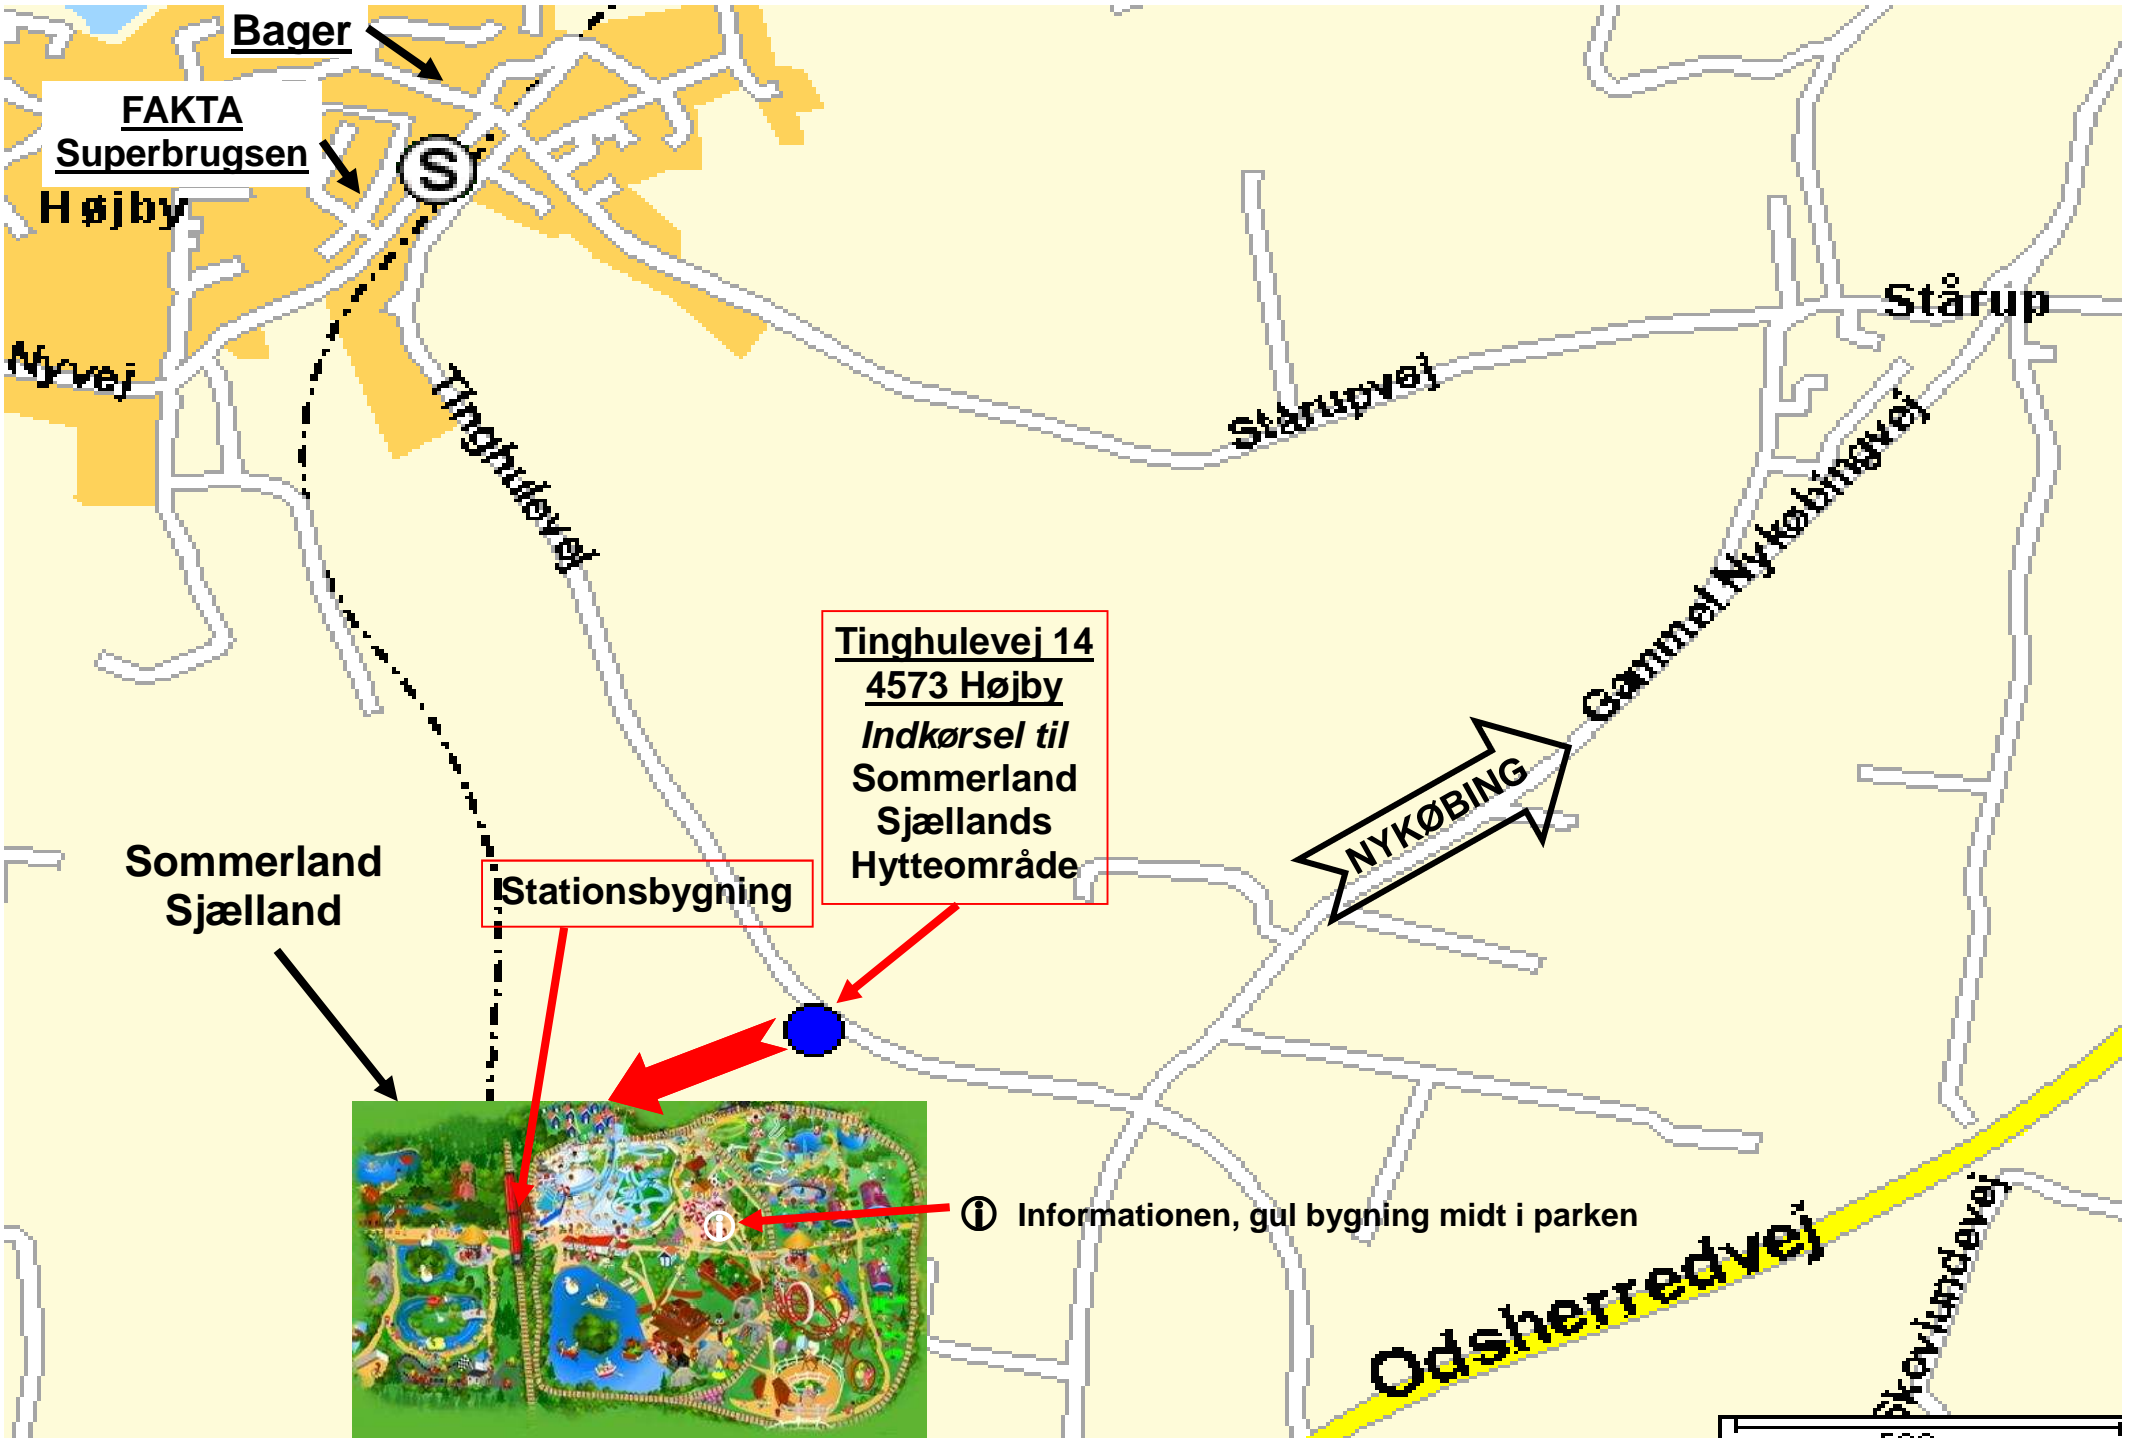 Bager
FAKTA
Superbrugsen
S
Højby
Stårup
Nyvej
Tinghulevej
Stårupvej
Gammel Nykøbingvej
Tinghulevej 14
4573 Højby
Indkørsel til
Sommerland
Sjællands
Hytteområde
NYKØBING
Sommerland
Sjælland
Stationsbygning
i Informationen, gul bygning midt i parken
i
Odsherredvej
Skovlundevej